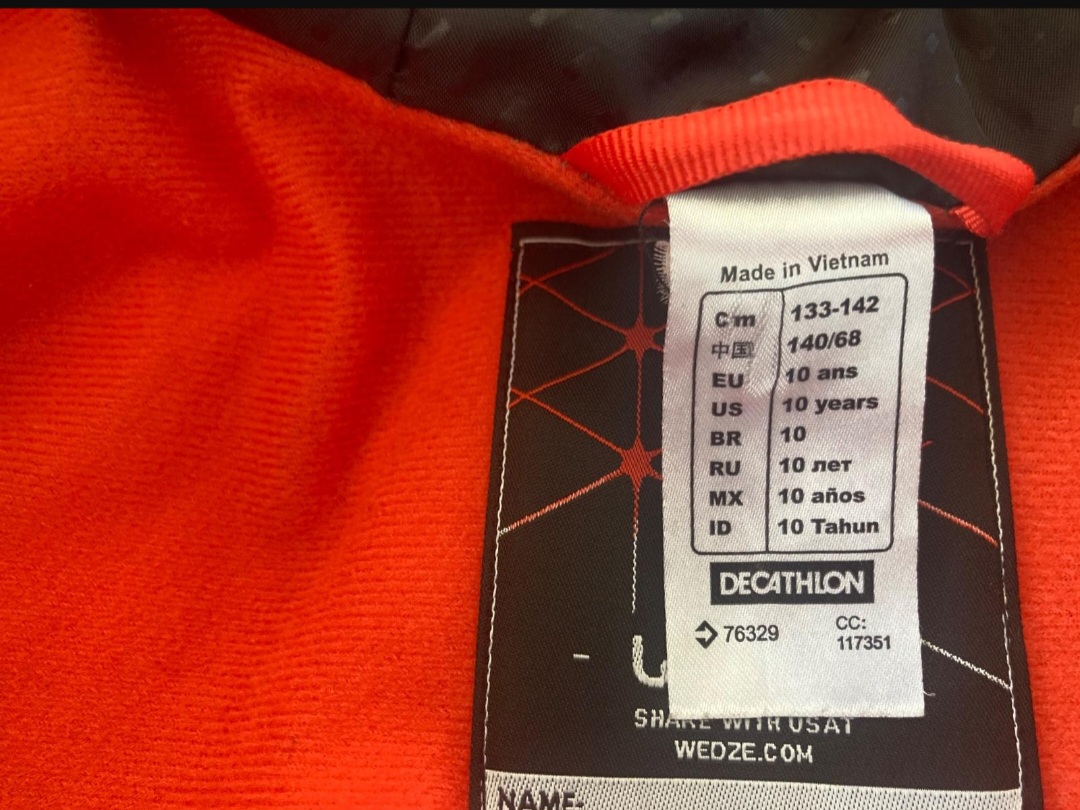 Made in Vietnam
Cm 133-142
中国 140/68
EU 10 ans
US 10 years
BR 10
RU 10 лет
MX 10 años
ID 10 Tahun
DECATHLON
76329 CC: 117351
SHARE WITH US AT
WEDZE.COM
NAME: